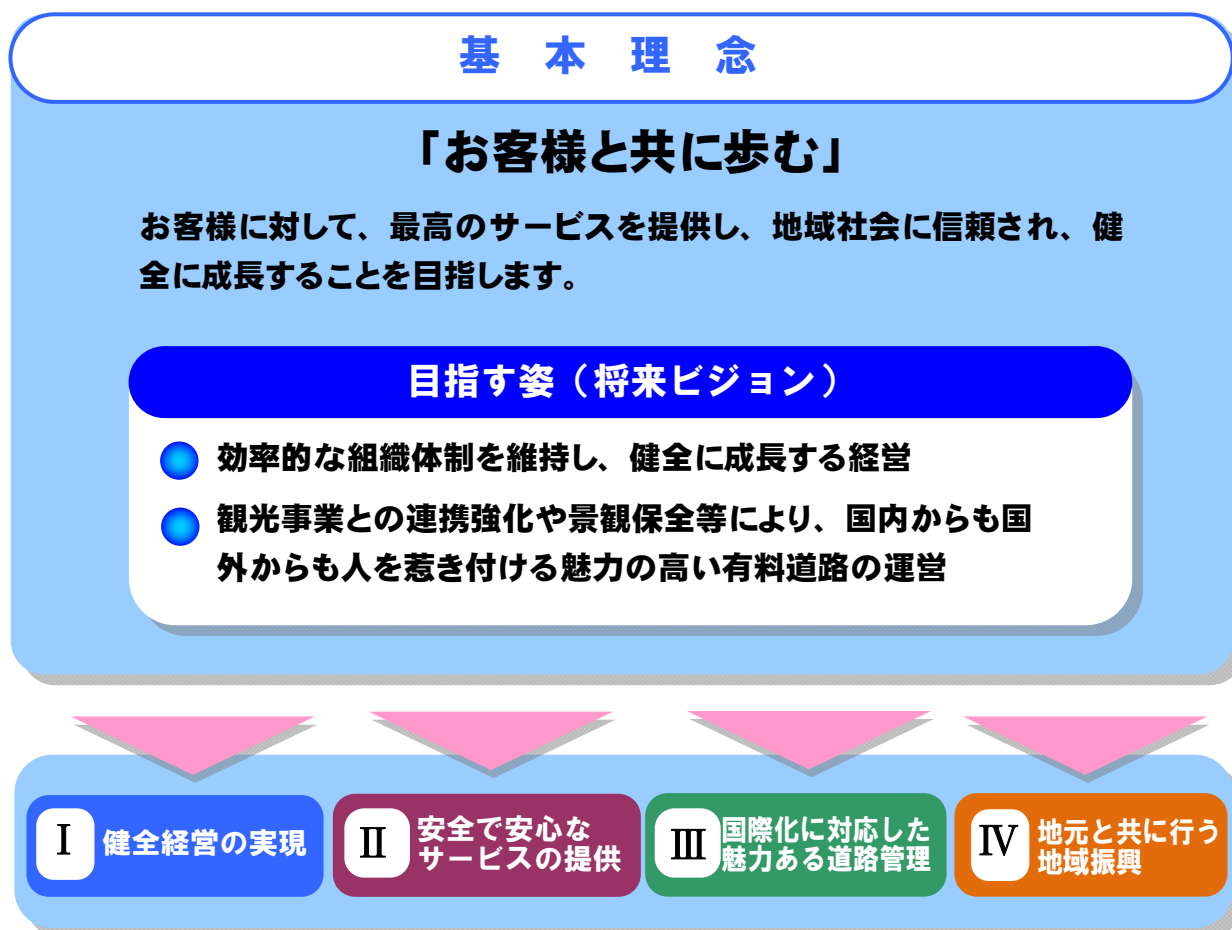 基本理念
「お客様と共に歩む」
お客様に対して、最高のサービスを提供し、地域社会に信頼され、健
全に成長することを目指します。
目指す姿（将来ビジョン）
効率的な組織体制を維持し、健全に成長する経営
観光事業との連携強化や景観保全等により、国内からも国
外からも人を惹き付ける魅力の高い有料道路の運営
Ⅰ
健全経営の実現
Ⅱ
安全で安心な
サービスの提供
Ⅲ
国際化に対応した
魅力ある道路管理
Ⅳ
地元と共に行う
地域振興